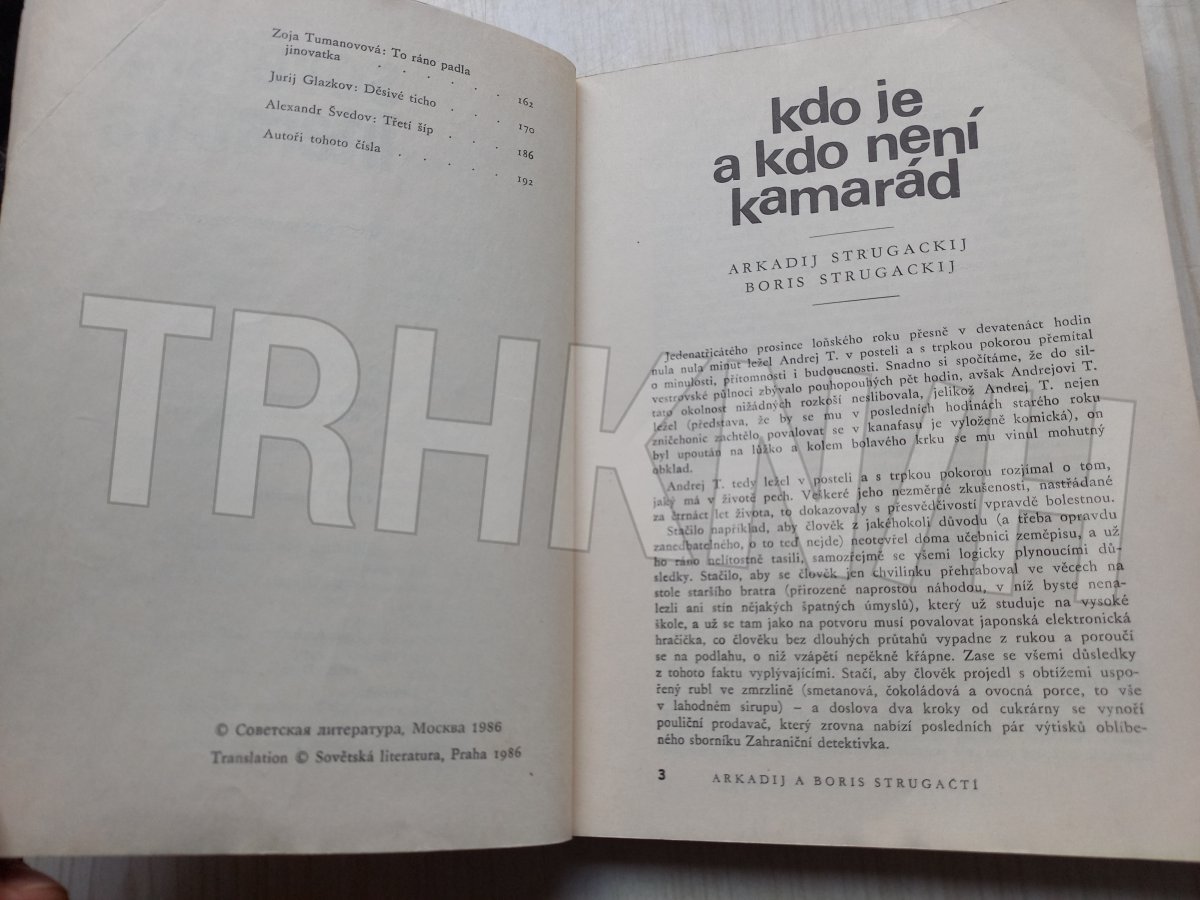 Zoja Tumanovová: To ráno padla
jinovatka . . . . . . 162
Jurij Glazkov: Děsivé ticho . . . 170
Alexandr Švedov: Třetí šíp . . . 186
Autoři tohoto čísla . . . . . 192
© Советская литература, Москва 1986
Translation © Sovětská literatura, Praha 1986
kdo je
a kdo není
kamarád
ARKADIJ STRUGACKIJ
BORIS STRUGACKIJ
Jedenatřicátého prosince loňského roku přesně v devatenáct hodin
nula nula minut ležel Andrej T. v posteli a s trpkou pokorou přemítal
o minulosti, přítomnosti i budoucnosti. Snadno si spočítáme, že do sil-
vestrovské půlnoci zbývalo pouhopouhých pět hodin, avšak Andrejovi T.
tato okolnost nižádných rozkoší neslibovala, jelikož Andrej T. nejen
ležel (představa, že by se mu v posledních hodinách starého roku
zničehonic zachtělo povalovat se v kanafasu je vyloženě komická), on
byl upoután na lůžko a kolem bolavého krku se mu vinul mohutný
obklad.
Andrej T. tedy ležel v posteli a s trpkou pokorou rozjímal o tom,
jaký má v životě pech. Veškeré jeho nezměrné zkušenosti, nastřádané
za čtrnáct let života, to dokazovaly s přesvědčivostí vpravdě bolestnou.
Stačilo například, aby člověk z jakéhokoli důvodu (a třeba opravdu
zanedbatelného, o to teď nejde) neotevřel doma učebnici zeměpisu, a už
ho ráno nelítostně tasili, samozřejmě se všemi logicky plynoucími dů-
sledky. Stačilo, aby se člověk jen chvilinku přehraboval ve věcech na
stole staršího bratra (přirozeně naprostou náhodou, v níž byste nena-
lezli ani stín nějakých špatných úmyslů), který už studuje na vysoké
škole, a už se tam jako na potvoru musí povalovat japonská elektronická
hračička, co člověku bez dlouhých průtahů vypadne z rukou a poroučí
se na podlahu, o niž vzápětí nepěkně křápne. Zase se všemi důsledky
z tohoto faktu vyplývajícími. Stačí, aby člověk projedl s obtížemi uspo-
řený rubl ve zmrzlině (smetanová, čokoládová a ovocná porce, to vše
v lahodném sirupu) – a doslova dva kroky od cukrárny se vynoří
pouliční prodavač, který zrovna nabízí posledních pár výtisků oblíbe-
ného sborníku Zahraniční detektivka.
3 ARKADIJ A BORIS STRUGAČTÍ
TRHKNIH